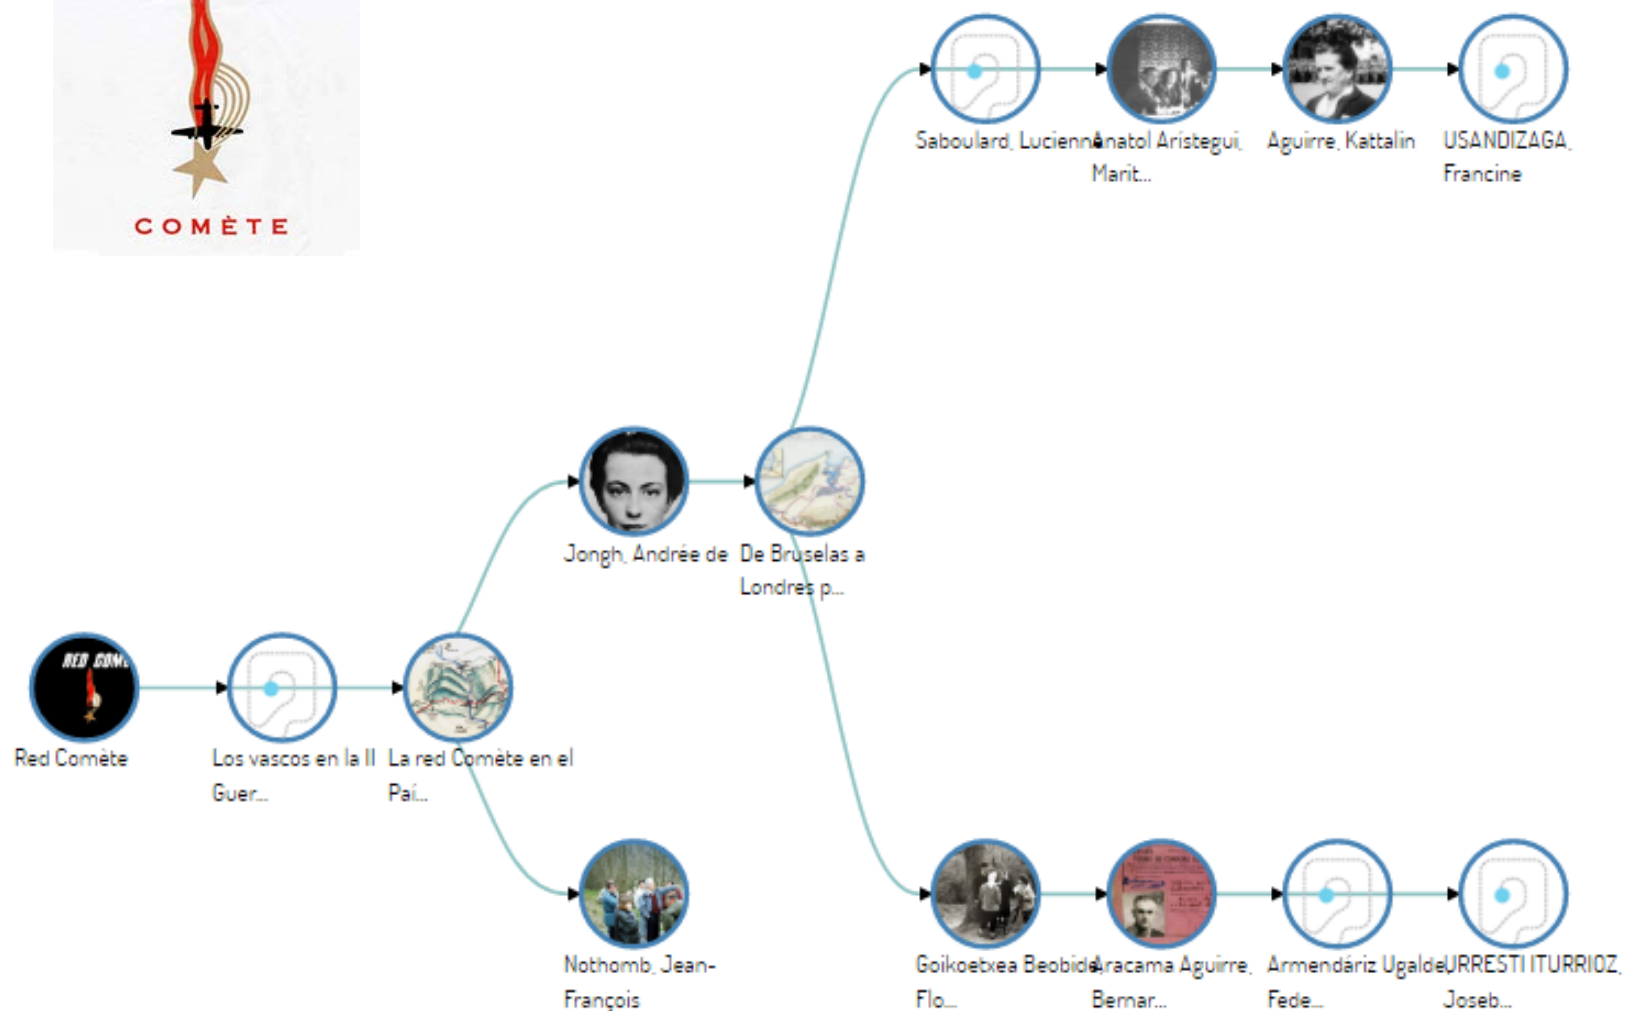 COMÈTE
Saboulard, Lucienne
Anatol Arístegui,
Marit...
Aguirre, Kattalin
USANDIZAGA,
Francine
Jongh, Andrée de
De Bruselas a
Londres p...
RED COM
Red Comète
Los vascos en la II
Guer...
La red Comète en el
Paí...
Nothomb, Jean-
François
Goikoetxea Beobide,
Flo...
Aracama Aguirre,
Bernar...
Armendáriz Ugalde,
Fede...
URRESTI ITURRIOZ,
Joseb...